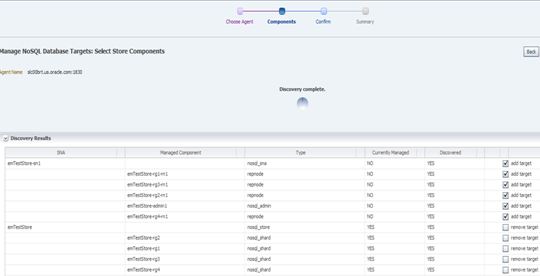 Choose Agent Components Confirm Summary
Manage NoSQL Database Targets: Select Store Components
Back
Agent Name slc00brt.us.oracle.com:1830
Discovery complete.
Discovery Results
SNA Managed Component Type Currently Managed Discovered
emTestStore-sn1 nosql_sna NO YES add target
emTestStore-rg1-rn1 repnode NO YES add target
emTestStore-rg3-rn1 repnode NO YES add target
emTestStore-rg2-rn1 repnode NO YES add target
emTestStore-admin1 nosql_admin NO YES add target
emTestStore-rg4-rn1 repnode NO YES add target
emTestStore nosql_store YES YES remove target
emTestStore-rg2 nosql_shard YES YES remove target
emTestStore-rg1 nosql_shard YES YES remove target
emTestStore-rg3 nosql_shard YES YES remove target
emTestStore-rg4 nosql_shard YES YES remove target